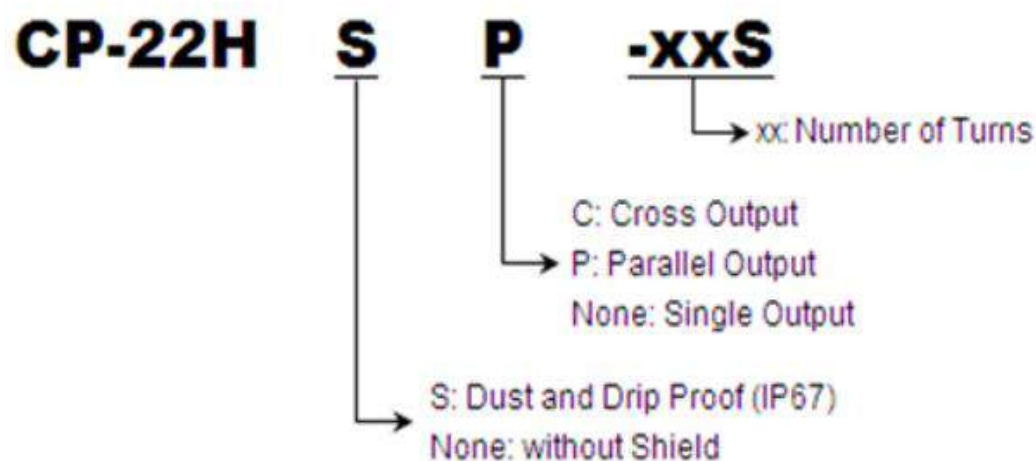 CP-22H S P -xxS
xx: Number of Turns
C: Cross Output
P: Parallel Output
None: Single Output
S: Dust and Drip Proof (IP67)
None: without Shield